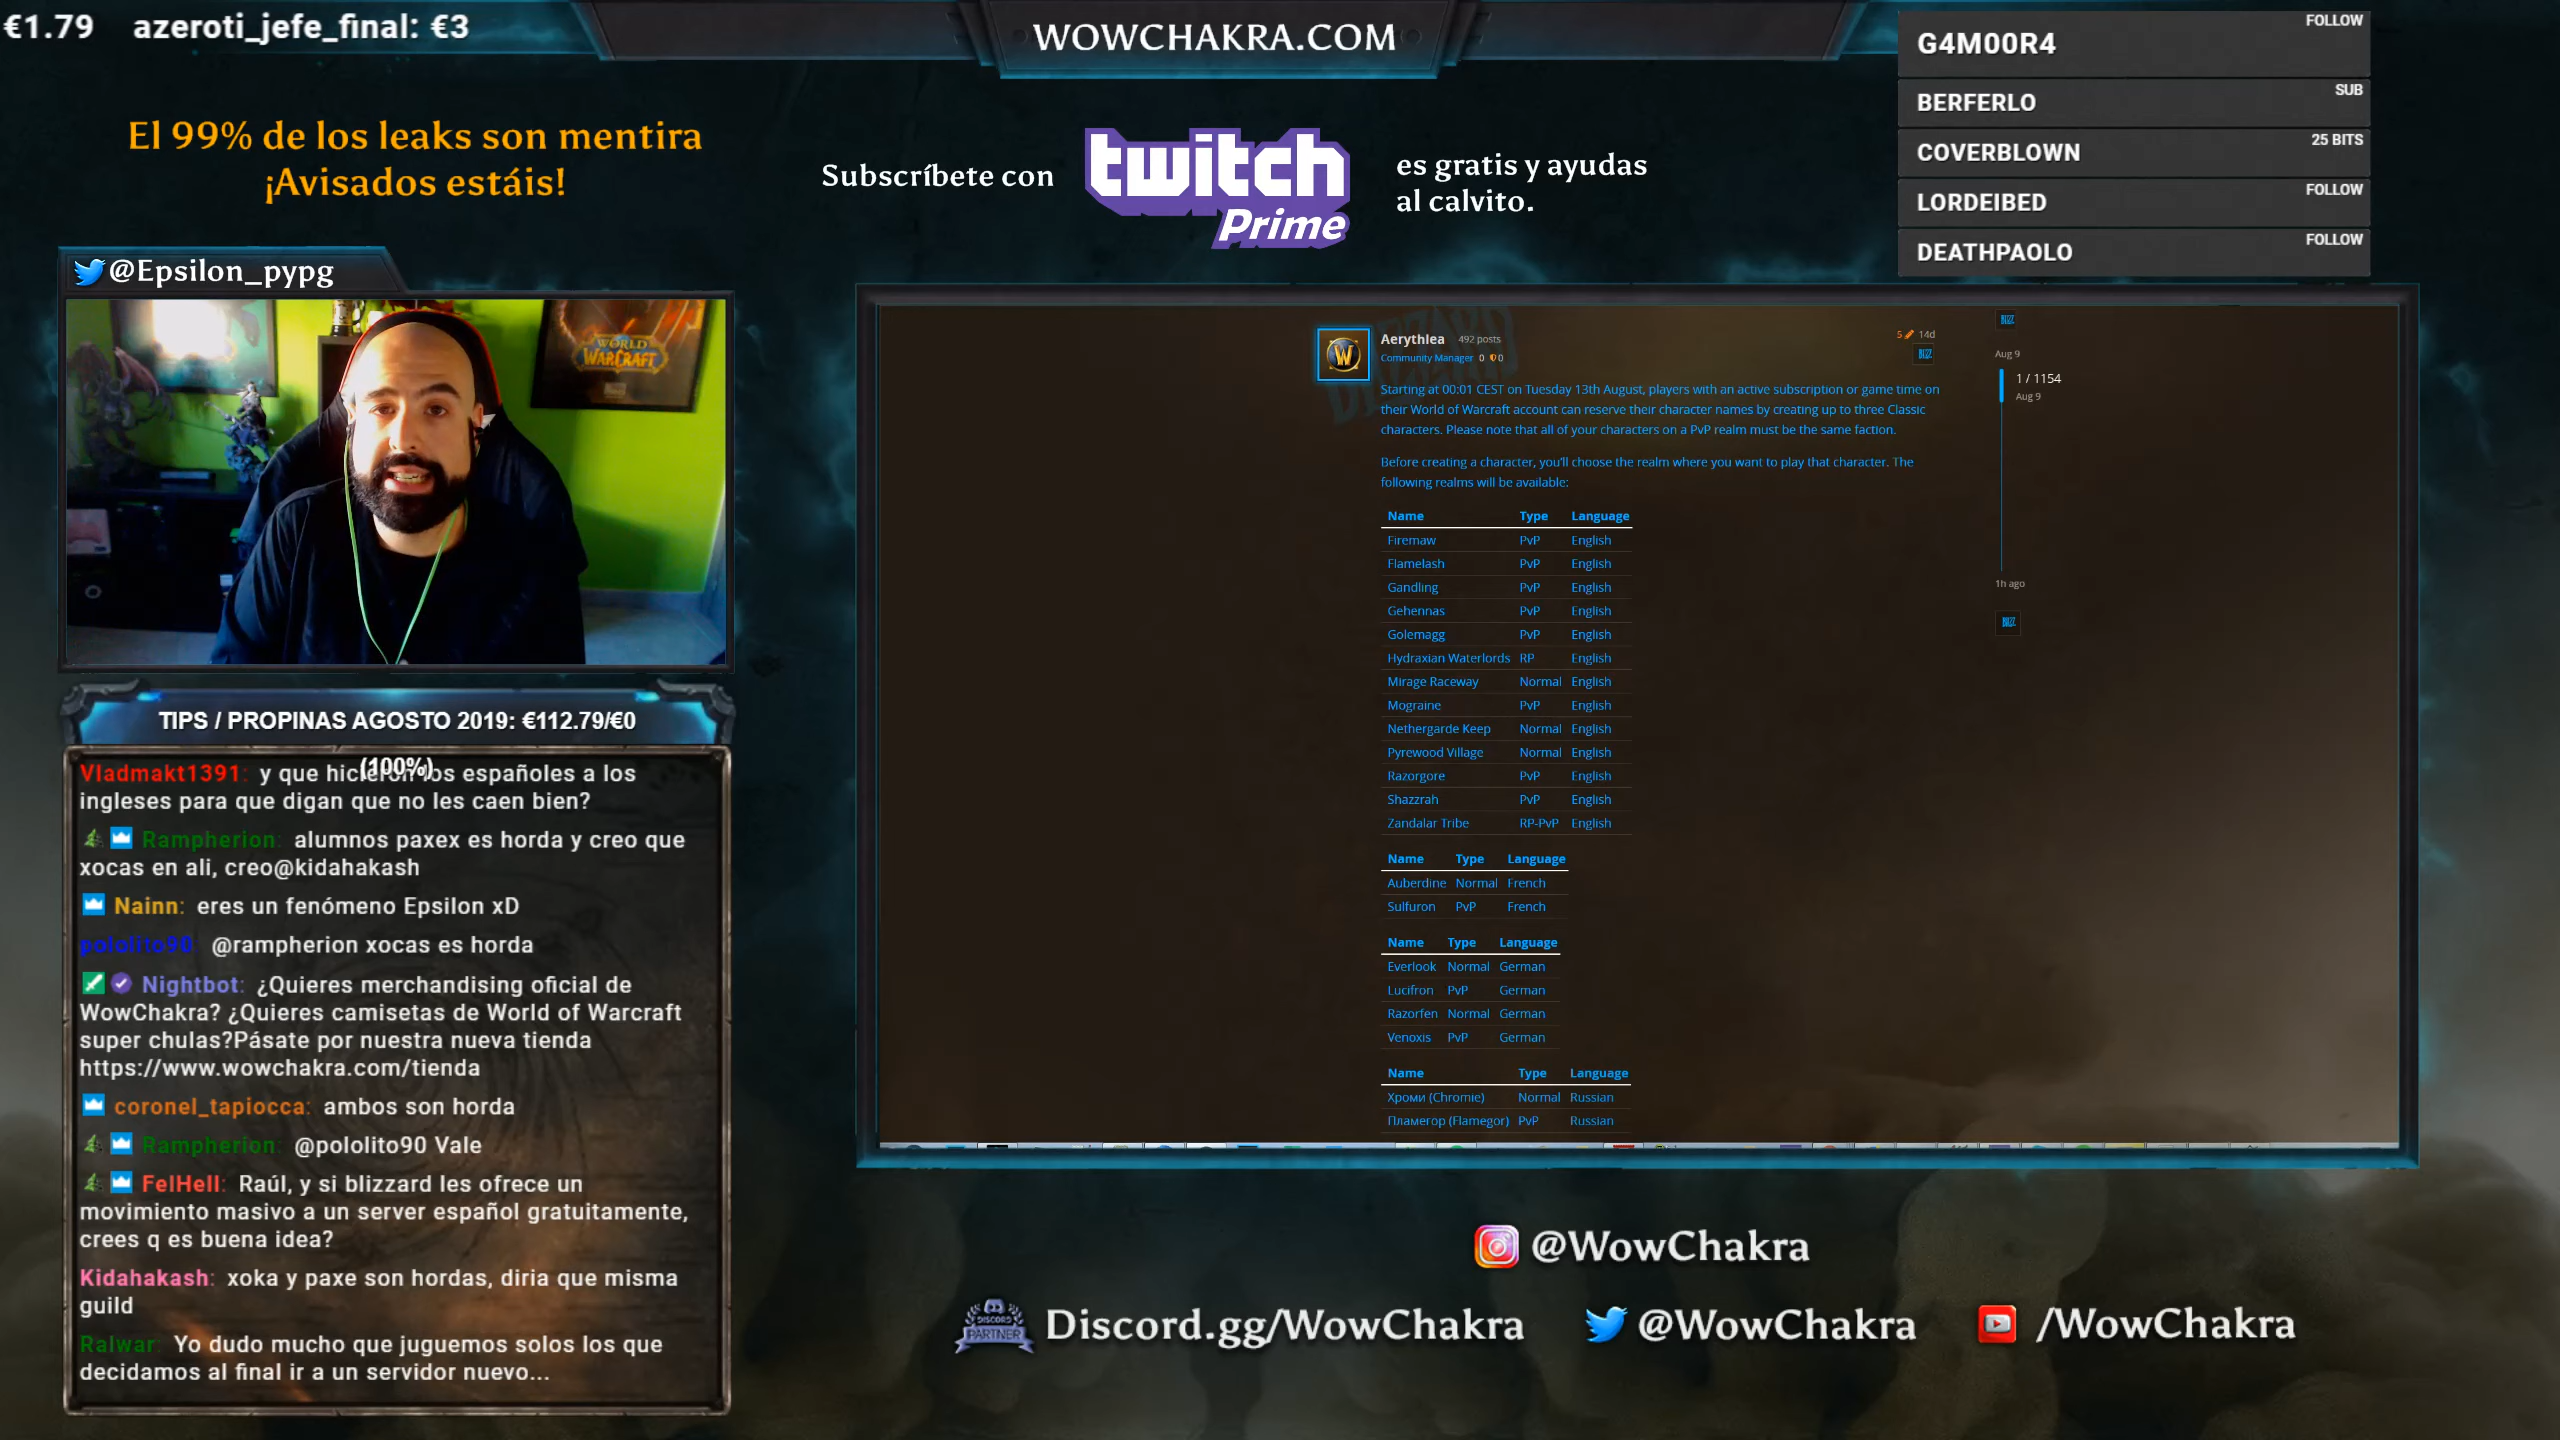 €1.79 azeroti_jefe_final: €3
WOWCHAKRA.COM
El 99% de los leaks son mentira
¡Avisados estáis!
Subscríbete con
twitch
Prime
es gratis y ayudas
al calvito.
G4M00R4 FOLLOW
BERFERLO SUB
COVERBLOWN 25 BITS
LORDEIBED FOLLOW
DEATHPAOLO FOLLOW
@Epsilon_pypg
WORLD
WARCRAFT
TIPS / PROPINAS AGOSTO 2019: €112.79/€0
(100%)
Vladmakt1391: y que hicieron los españoles a los
ingleses para que digan que no les caen bien?
Rampherion: alumnos paxex es horda y creo que
xocas en ali, creo@kidahakash
Nainn: eres un fenómeno Epsilon xD
pololito90: @rampherion xocas es horda
Nightbot: ¿Quieres merchandising oficial de
WowChakra? ¿Quieres camisetas de World of Warcraft
super chulas?Pásate por nuestra nueva tienda
https://www.wowchakra.com/tienda
coronel_tapiocca: ambos son horda
Rampherion: @pololito90 Vale
FelHell: Raúl, y si blizzard les ofrece un
movimiento masivo a un server español gratuitamente,
crees q es buena idea?
Kidahakash: xoka y paxe son hordas, diria que misma
guild
Ralwar: Yo dudo mucho que juguemos solos los que
decidamos al final ir a un servidor nuevo...
Aerythlea 492 posts
Community Manager 0 0
5 14d
BLIZZ
Starting at 00:01 CEST on Tuesday 13th August, players with an active subscription or game time on
their World of Warcraft account can reserve their character names by creating up to three Classic
characters. Please note that all of your characters on a PvP realm must be the same faction.
Before creating a character, you'll choose the realm where you want to play that character. The
following realms will be available:
Name Type Language
Firemaw PvP English
Flamelash PvP English
Gandling PvP English
Gehennas PvP English
Golemagg PvP English
Hydraxian Waterlords RP English
Mirage Raceway Normal English
Mograine PvP English
Nethergarde Keep Normal English
Pyrewood Village Normal English
Razorgore PvP English
Shazzrah PvP English
Zandalar Tribe RP-PvP English
Name Type Language
Auberdine Normal French
Sulfuron PvP French
Name Type Language
Everlook Normal German
Lucifron PvP German
Razorfen Normal German
Venoxis PvP German
Name Type Language
Хроми (Chromie) Normal Russian
Пламегор (Flamegor) PvP Russian
BLIZZ
Aug 9
1 / 1154
Aug 9
1h ago
BLIZZ
@WowChakra
DISCORD
PARTNER
Discord.gg/WowChakra
@WowChakra
/WowChakra